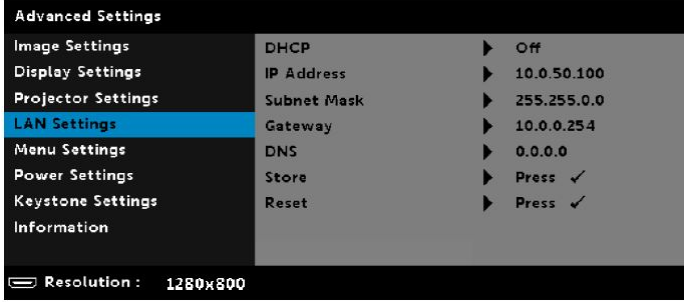 Advanced Settings
Image Settings
Display Settings
Projector Settings
LAN Settings
Menu Settings
Power Settings
Keystone Settings
Information
DHCP Off
IP Address 10.0.50.100
Subnet Mask 255.255.0.0
Gateway 10.0.0.254
DNS 0.0.0.0
Store Press ✓
Reset Press ✓
Resolution : 1280x800